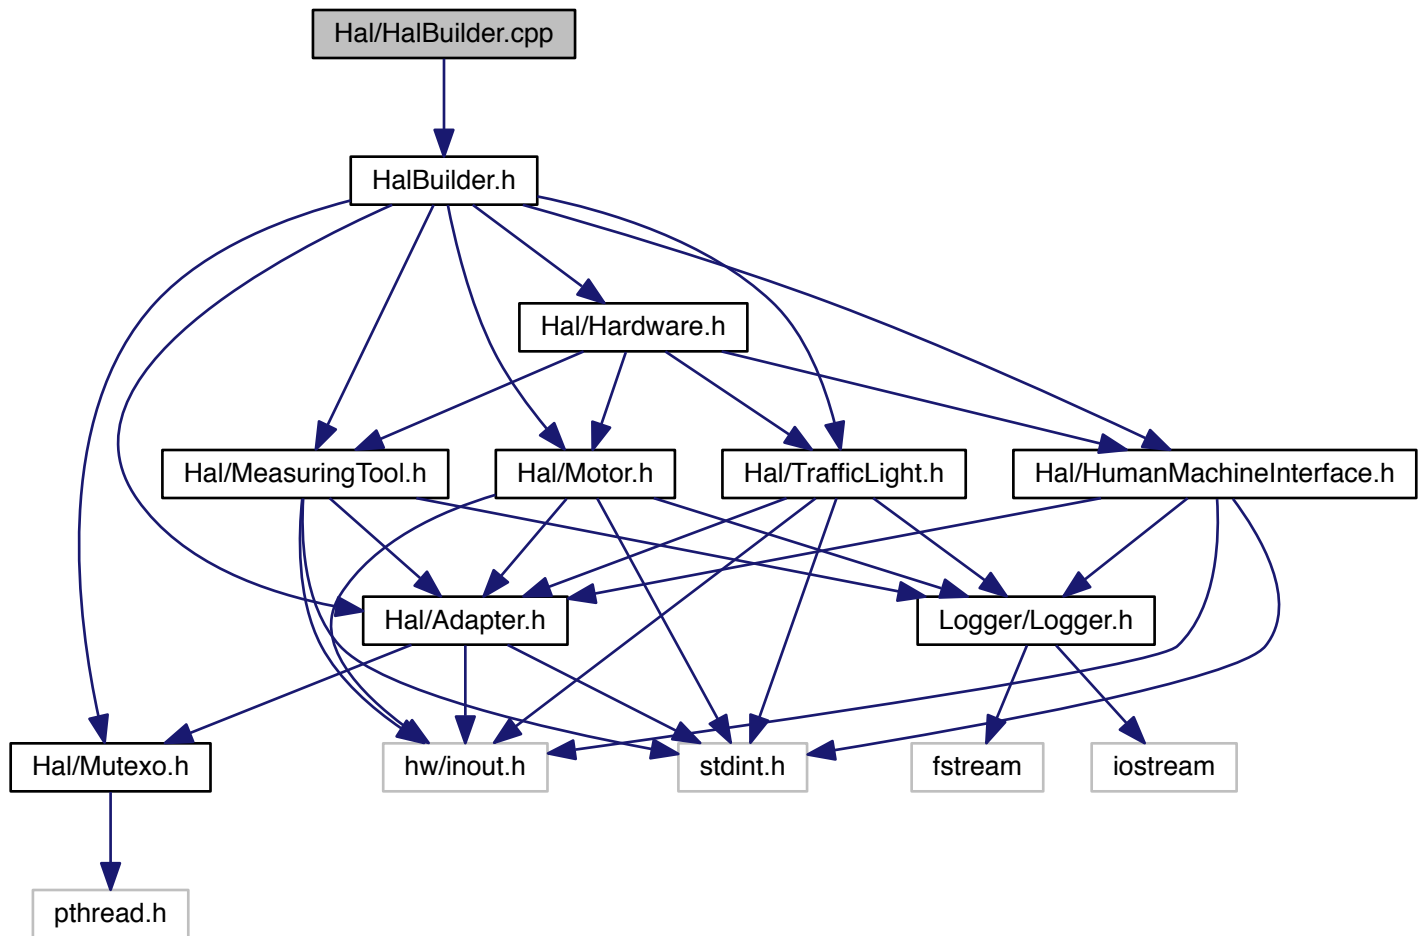 Hal/HalBuilder.cpp
HalBuilder.h
Hal/Hardware.h
Hal/MeasuringTool.h
Hal/Motor.h
Hal/TrafficLight.h
Hal/HumanMachineInterface.h
Hal/Adapter.h
Logger/Logger.h
Hal/Mutexo.h
hw/inout.h
stdint.h
fstream
iostream
pthread.h